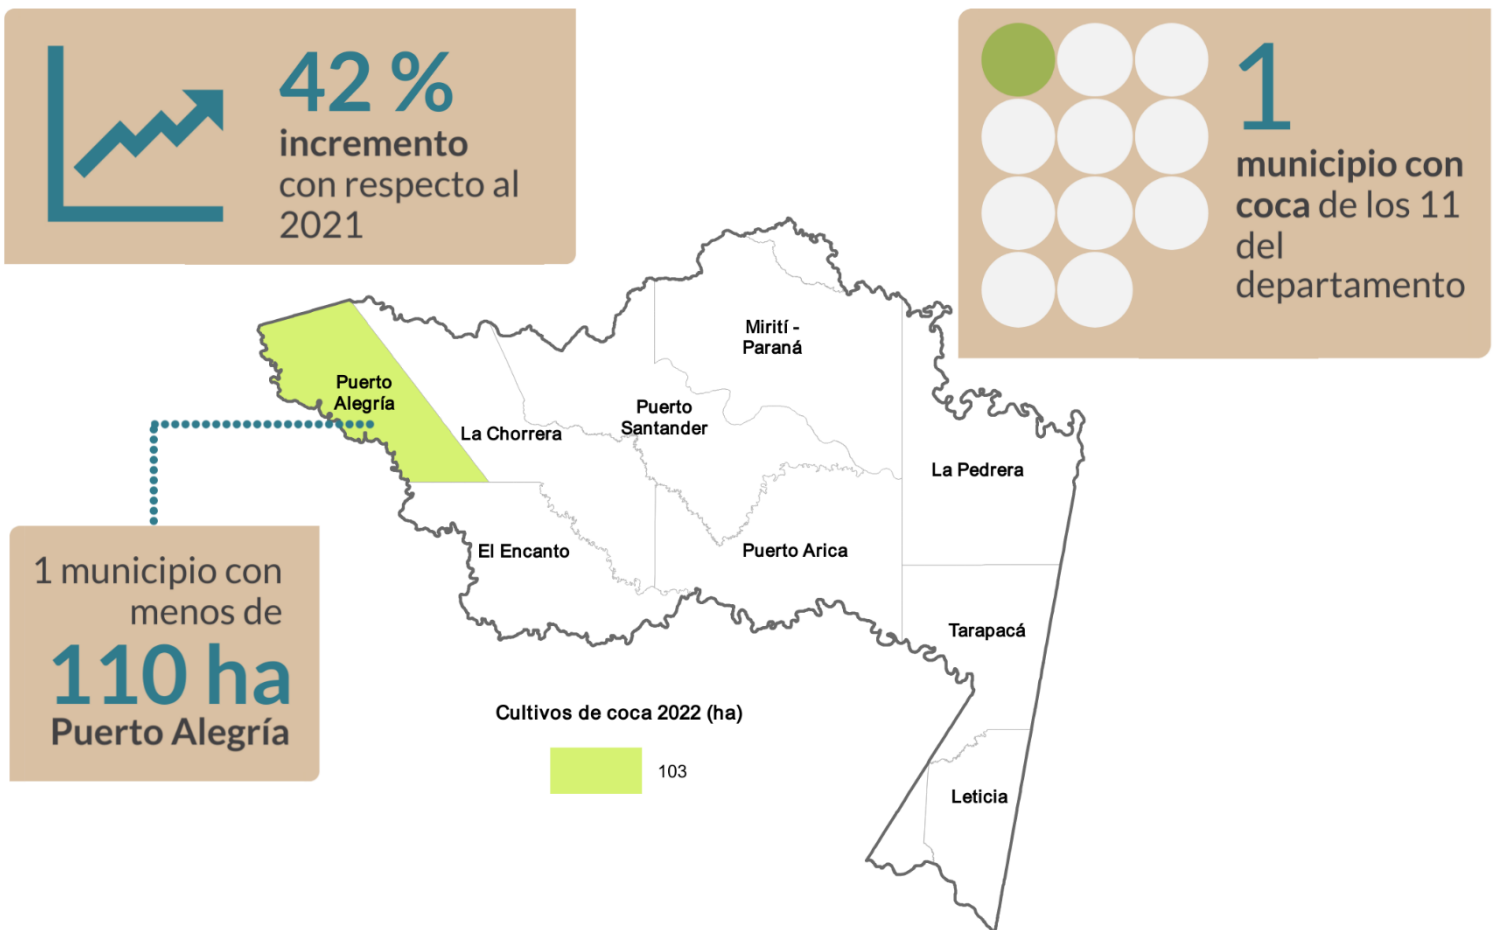 42 %
incremento
con respecto al
2021
1
municipio con
coca de los 11
del
departamento
Mirití -
Paraná
Puerto
Alegría
Puerto
Santander
La Chorrera
La Pedrera
El Encanto
Puerto Arica
1 municipio con
menos de
110 ha
Puerto Alegría
Tarapacá
Cultivos de coca 2022 (ha)
103
Leticia